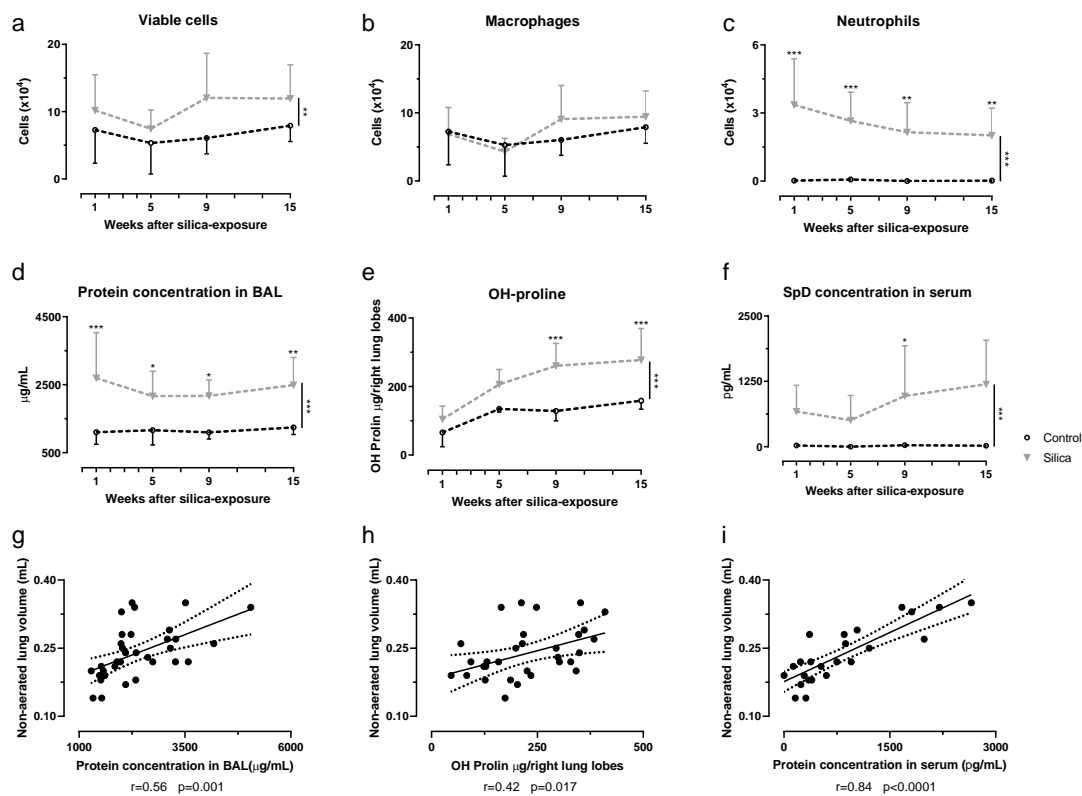 a
Viable cells
20
10
0
Cells (x10⁴)
**
1 5 9 15
Weeks after silica-exposure
b
Macrophages
20
10
0
Cells (x10⁴)
1 5 9 15
Weeks after silica-exposure
c
Neutrophils
6
3
0
Cells (x10⁴)
*** *** ** **
***
1 5 9 15
Weeks after silica-exposure
d
Protein concentration in BAL
4500
2500
500
µg/mL
*** * * **
***
1 5 9 15
Weeks after silica-exposure
e
OH-proline
400
200
0
OH Prolin µg/right lung lobes
*** ***
***
1 5 9 15
Weeks after silica-exposure
f
SpD concentration in serum
2500
1250
0
pg/mL
*
***
1 5 9 15
Weeks after silica-exposure
Control
Silica
g
0.40
0.25
0.10
Non-aerated lung volume (mL)
1000 3500 6000
Protein concentration in BAL(µg/mL)
r=0.56 p=0.001
h
0.40
0.25
0.10
Non-aerated lung volume (mL)
0 250 500
OH Prolin µg/right lung lobes
r=0.42 p=0.017
i
0.40
0.25
0.10
Non-aerated lung volume (mL)
0 1500 3000
Protein concentration in serum (pg/mL)
r=0.84 p<0.0001